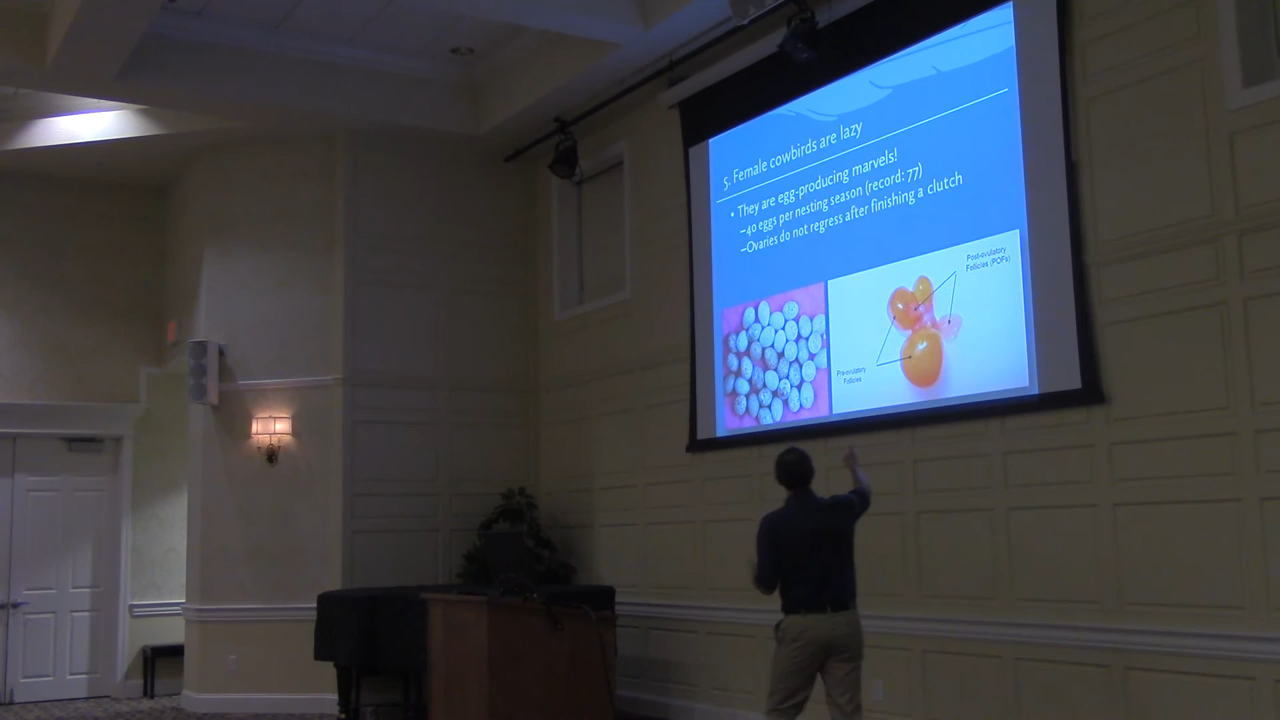 5. Female cowbirds are lazy
• They are egg-producing marvels!
–40 eggs per nesting season (record: 77)
–Ovaries do not regress after finishing a clutch
Post-ovulatory
Follicles (POFs)
Pre-ovulatory
Follicles